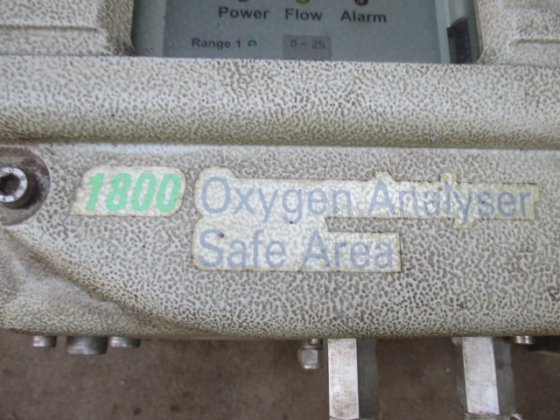 Power Flow Alarm
Range 1 0-25
1800 Oxygen Analyser
Safe Area